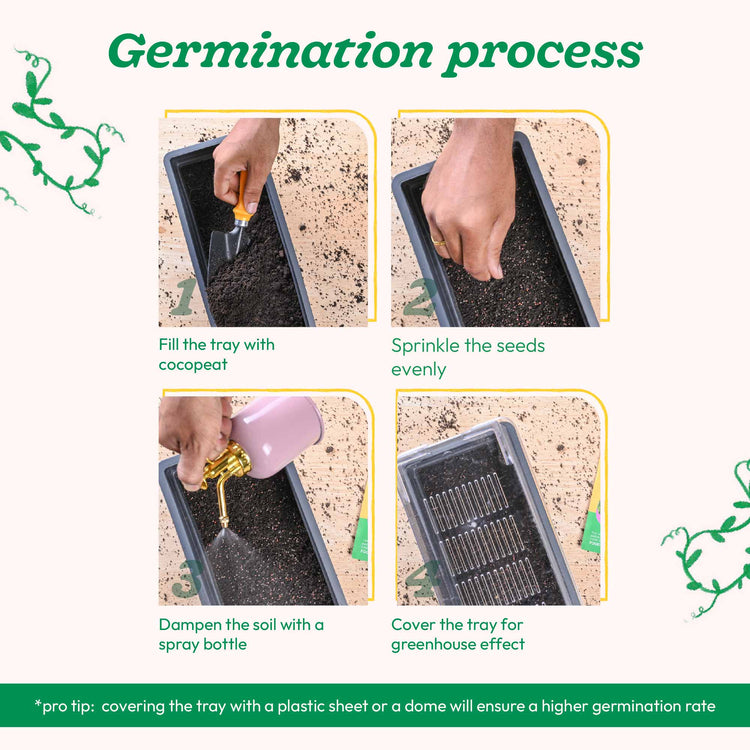 Germination process
1
Fill the tray with
cocopeat
2
Sprinkle the seeds
evenly
3
Dampen the soil with a
spray bottle
4
Cover the tray for
greenhouse effect
*pro tip: covering the tray with a plastic sheet or a dome will ensure a higher germination rate